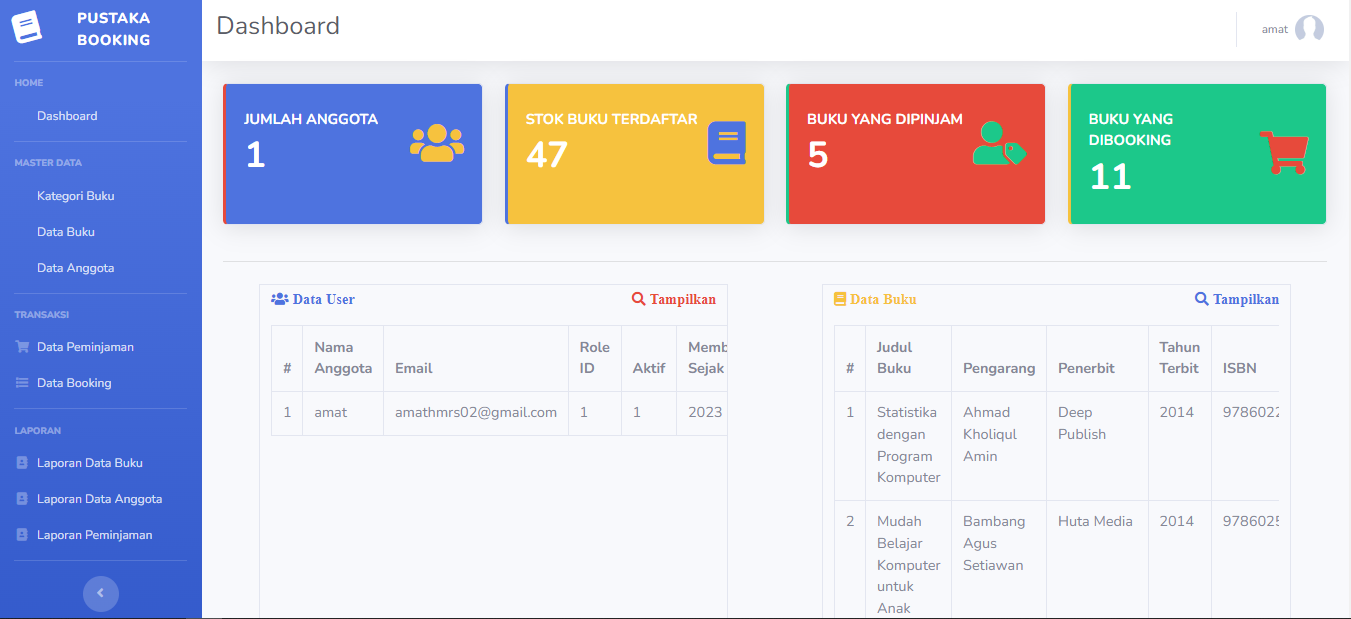 PUSTAKA
BOOKING
HOME
Dashboard
MASTER DATA
Kategori Buku
Data Buku
Data Anggota
TRANSAKSI
Data Peminjaman
Data Booking
LAPORAN
Laporan Data Buku
Laporan Data Anggota
Laporan Peminjaman
Dashboard
amat
JUMLAH ANGGOTA
1
STOK BUKU TERDAFTAR
47
BUKU YANG DIPINJAM
5
BUKU YANG
DIBOOKING
11
Data User
Tampilkan
# Nama Anggota Email Role ID Aktif Memb Sejak
1 amat amathmrs02@gmail.com 1 1 2023
Data Buku
Tampilkan
# Judul Buku Pengarang Penerbit Tahun Terbit ISBN
1 Statistika dengan Program Komputer Ahmad Kholiqul Amin Deep Publish 2014 9786022
2 Mudah Belajar Komputer untuk Anak Bambang Agus Setiawan Huta Media 2014 9786025